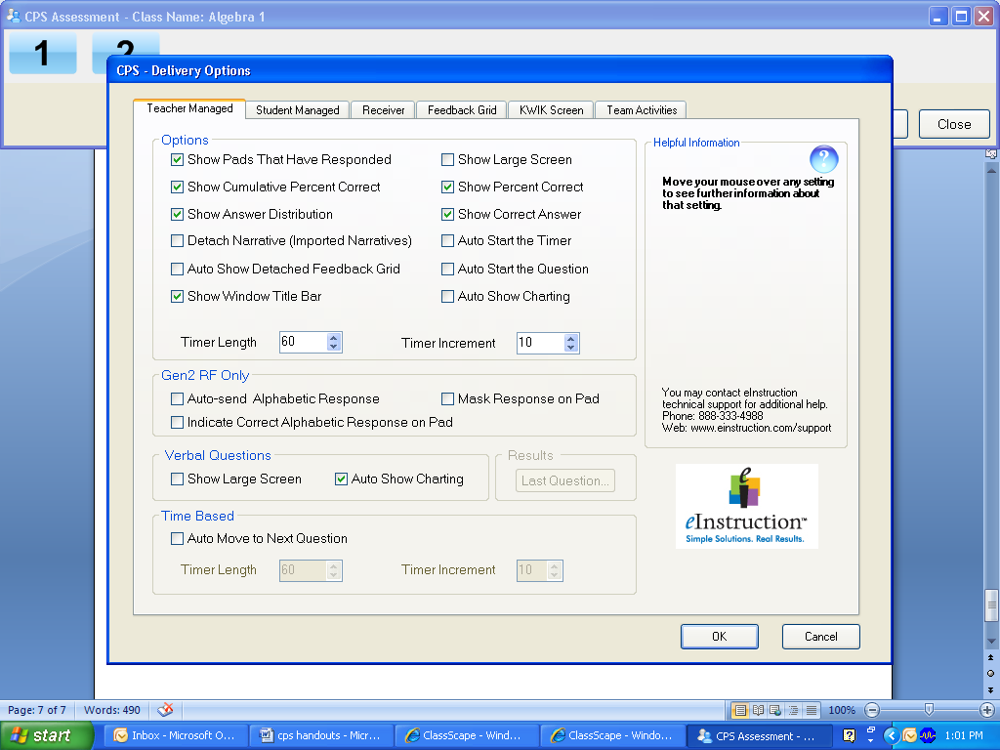 CPS Assessment - Class Name: Algebra 1
1 2
CPS - Delivery Options
Teacher Managed Student Managed Receiver Feedback Grid KWIK Screen Team Activities
Close
Options
Show Pads That Have Responded Show Large Screen
Show Cumulative Percent Correct Show Percent Correct
Show Answer Distribution Show Correct Answer
Detach Narrative (Imported Narratives) Auto Start the Timer
Auto Show Detached Feedback Grid Auto Start the Question
Show Window Title Bar Auto Show Charting
Timer Length 60 Timer Increment 10
Helpful Information
?
Move your mouse over any setting
to see further information about
that setting.
Gen2 RF Only
Auto-send Alphabetic Response Mask Response on Pad
Indicate Correct Alphabetic Response on Pad
You may contact eInstruction
technical support for additional help.
Phone: 888-333-4988
Web: www.einstruction.com/support
Verbal Questions
Show Large Screen Auto Show Charting
Results
Last Question...
eInstruction™
Simple Solutions. Real Results.
Time Based
Auto Move to Next Question
Timer Length 60 Timer Increment 10
OK Cancel
Page: 7 of 7 Words: 490 100%
start Inbox - Microsoft O... cps handouts - Micr... ClassScape - Wind... ClassScape - Windo... CPS Assessment - ... ? 1:01 PM